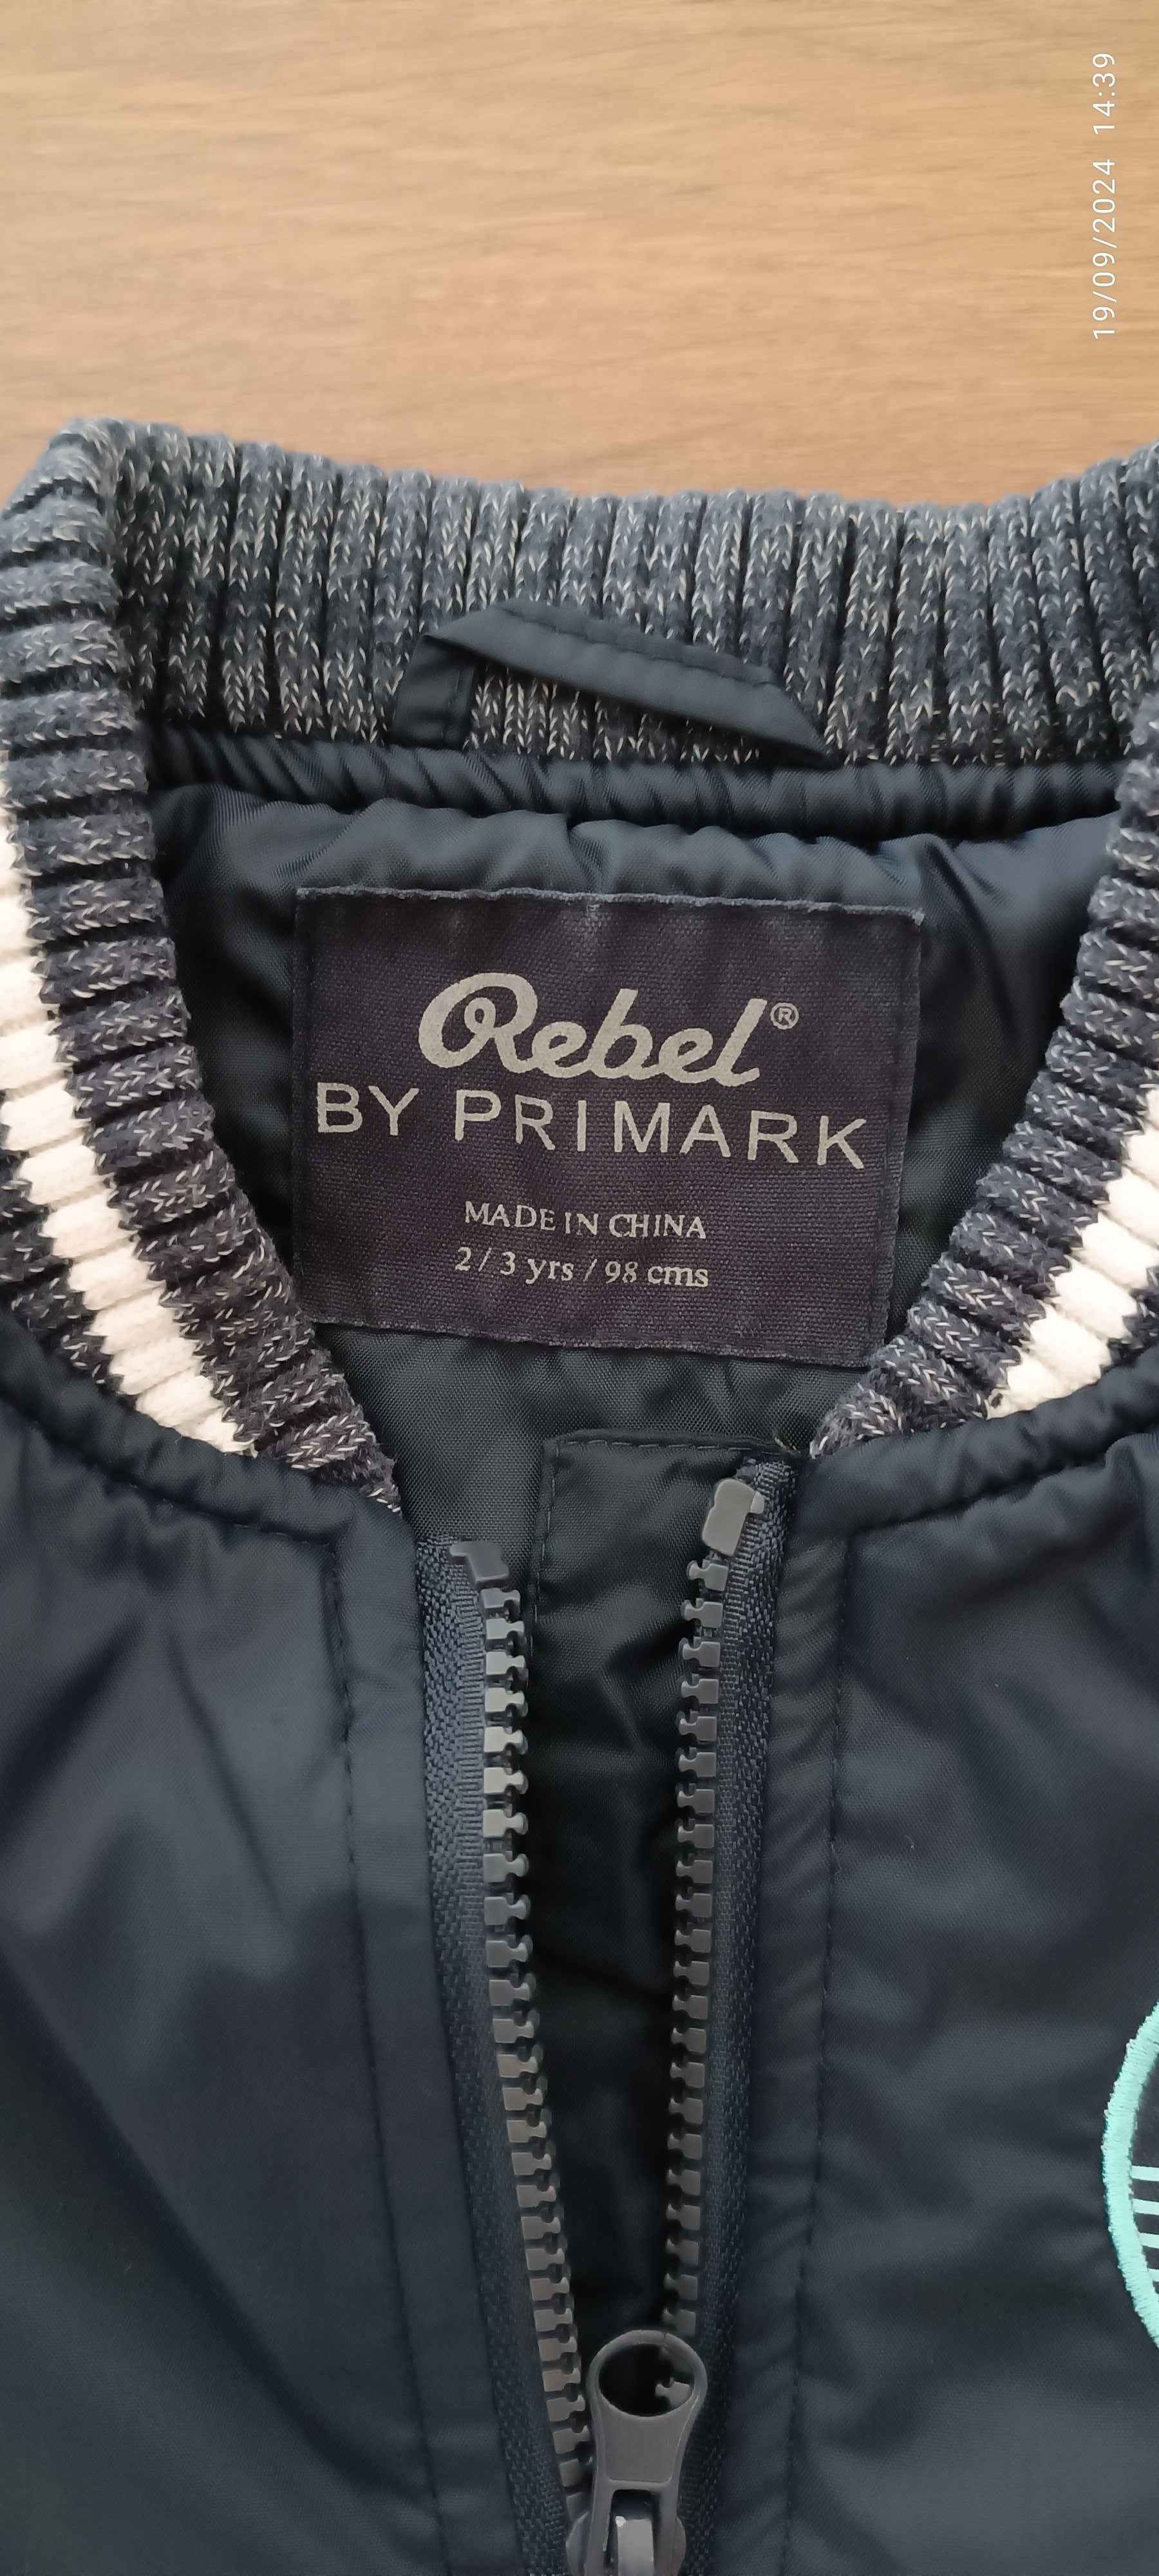 19/09/2024 14:39
Rebel®
BY PRIMARK
MADE IN CHINA
2 / 3 yrs / 98 cms